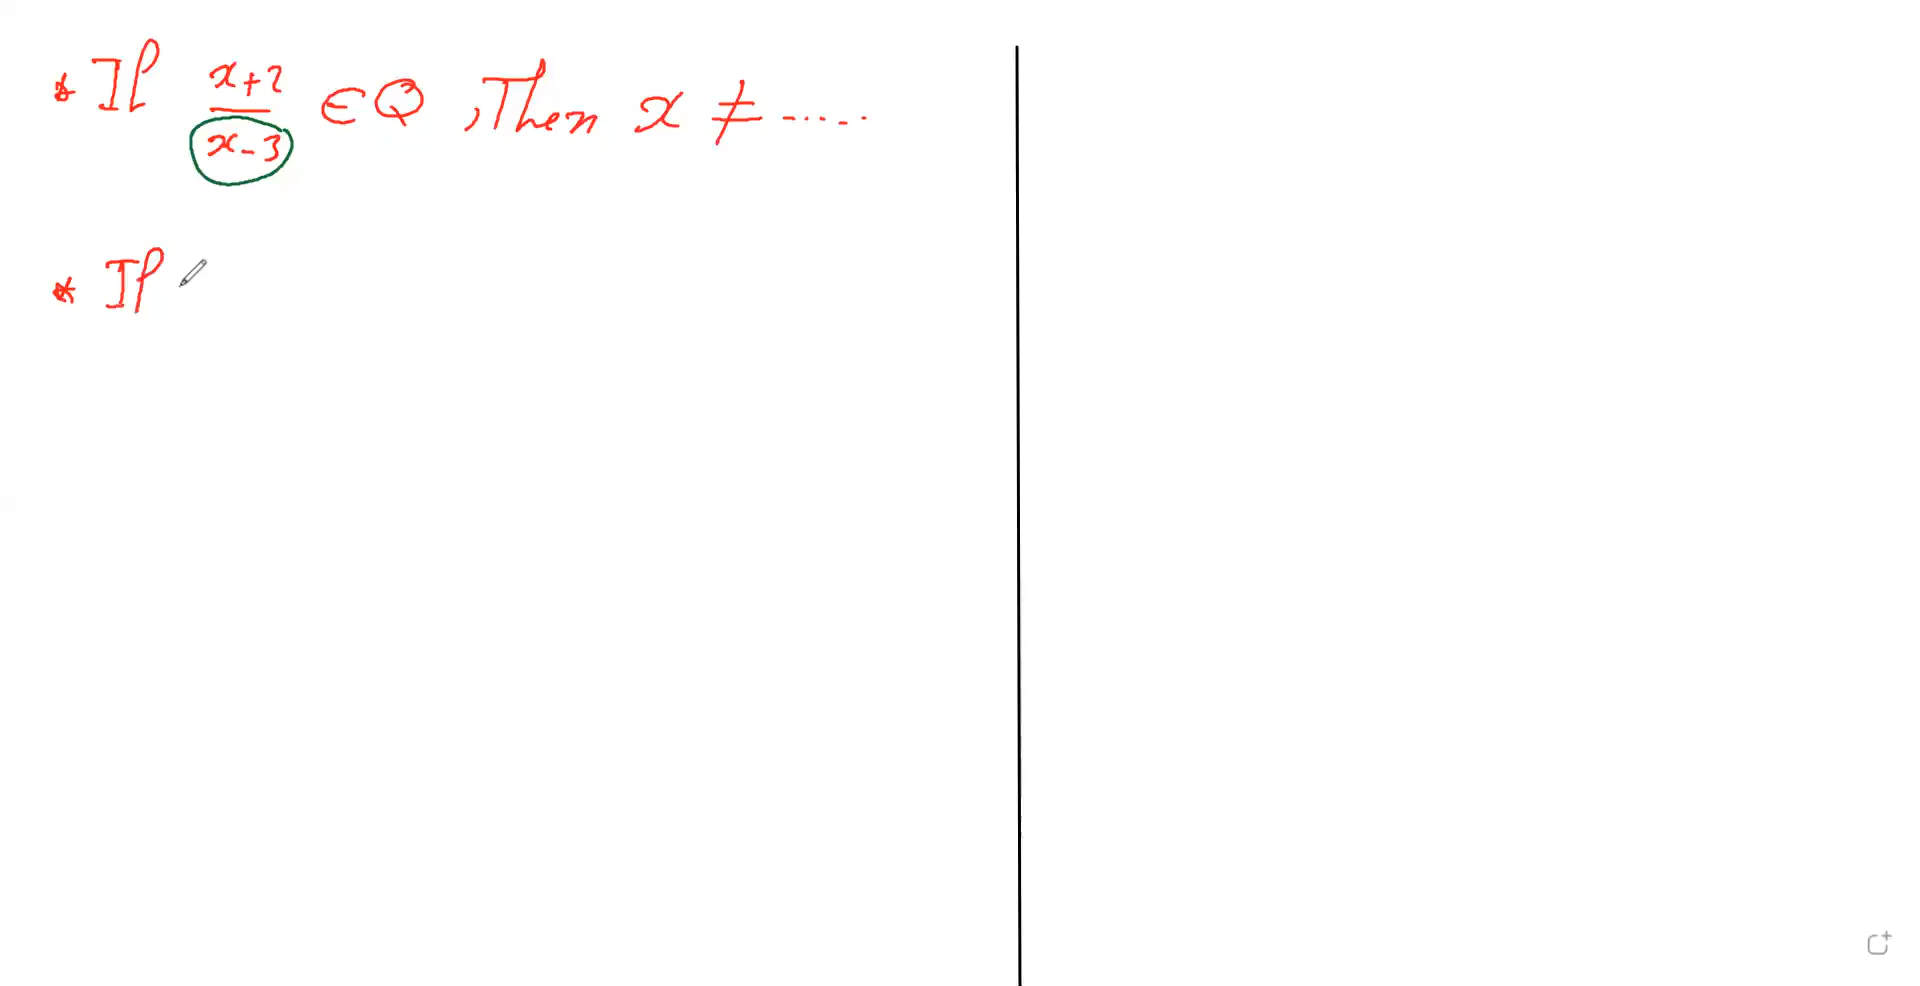 * If x+2/x-3 ∈ Q , Then x ≠ ......
* If